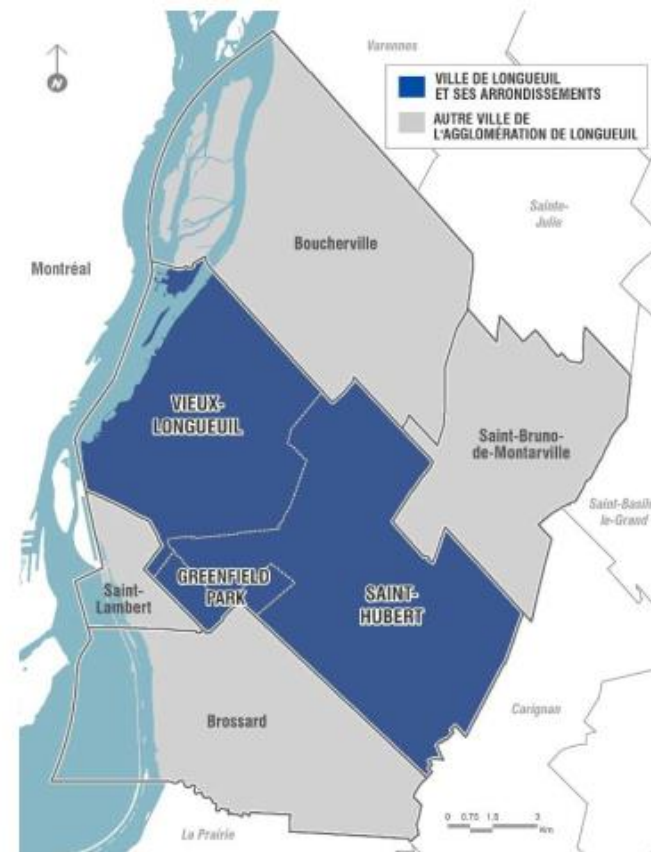 N
Varennes
VILLE DE LONGUEUIL
ET SES ARRONDISSEMENTS
AUTRE VILLE DE
L'AGGLOMÉRATION DE LONGUEUIL
Sainte-
Julie
Boucherville
Montréal
VIEUX-
LONGUEUIL
Saint-Bruno-
de-Montarville
Saint-Basile
le-Grand
GREENFIELD
PARK
Saint-
Lambert
SAINT-
HUBERT
Brossard
Carignan
0 0,75 1,5 3
Km
La Prairie